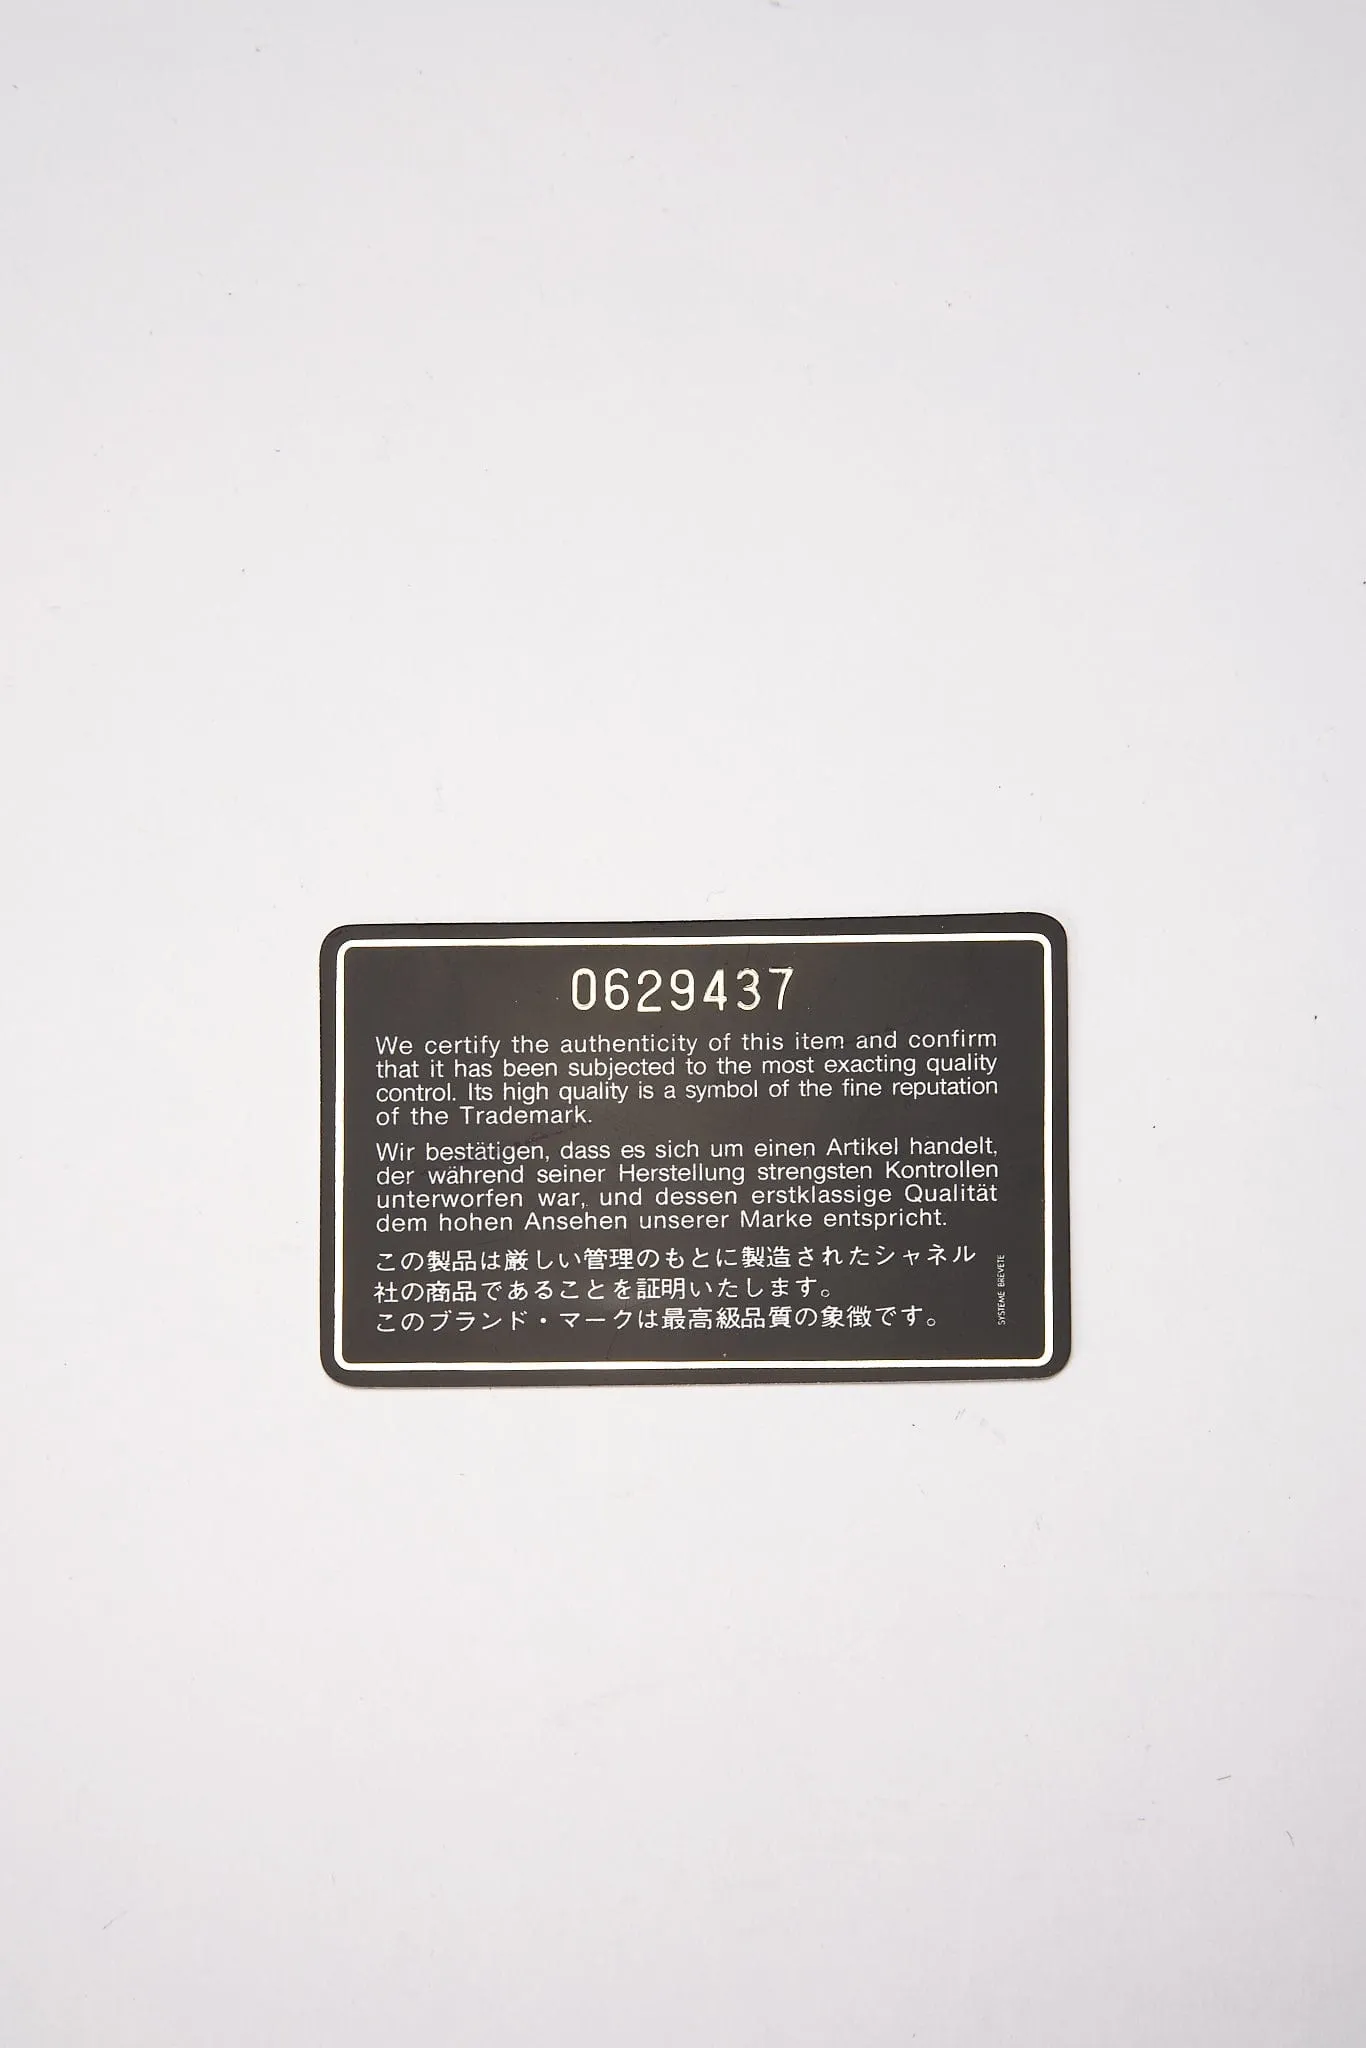 0629437
We certify the authenticity of this item and confirm
that it has been subjected to the most exacting quality
control. Its high quality is a symbol of the fine reputation
of the Trademark.
Wir bestätigen, dass es sich um einen Artikel handelt,
der während seiner Herstellung strengsten Kontrollen
unterworfen war, und dessen erstklassige Qualität
dem hohen Ansehen unserer Marke entspricht.
この製品は厳しい管理のもとに製造されたシャネル
社の商品であることを証明いたします。
このブランド・マークは最高級品質の象徴です。
SYSTEME BREVETE